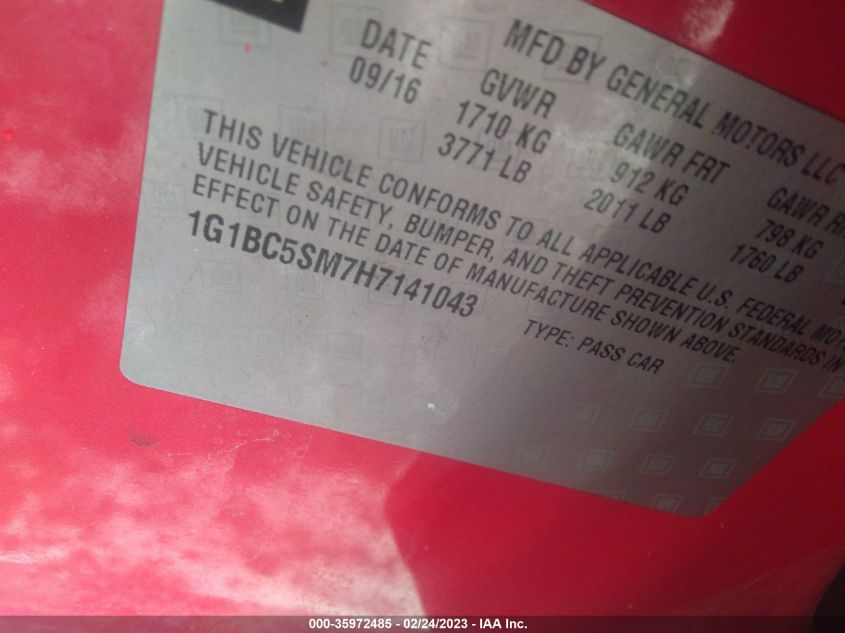 MFD BY GENERAL MOTORS LLC
DATE GVWR GAWR FRT GAWR
09/16 1710 KG 912 KG 798 KG
3771 LB 2011 LB 1760 LB
THIS VEHICLE CONFORMS TO ALL APPLICABLE U.S. FEDERAL
VEHICLE SAFETY, BUMPER, AND THEFT PREVENTION STANDARDS IN
EFFECT ON THE DATE OF MANUFACTURE SHOWN ABOVE.
1G1BC5SM7H7141043
TYPE: PASS CAR
000-35972485 - 02/24/2023 - IAA Inc.